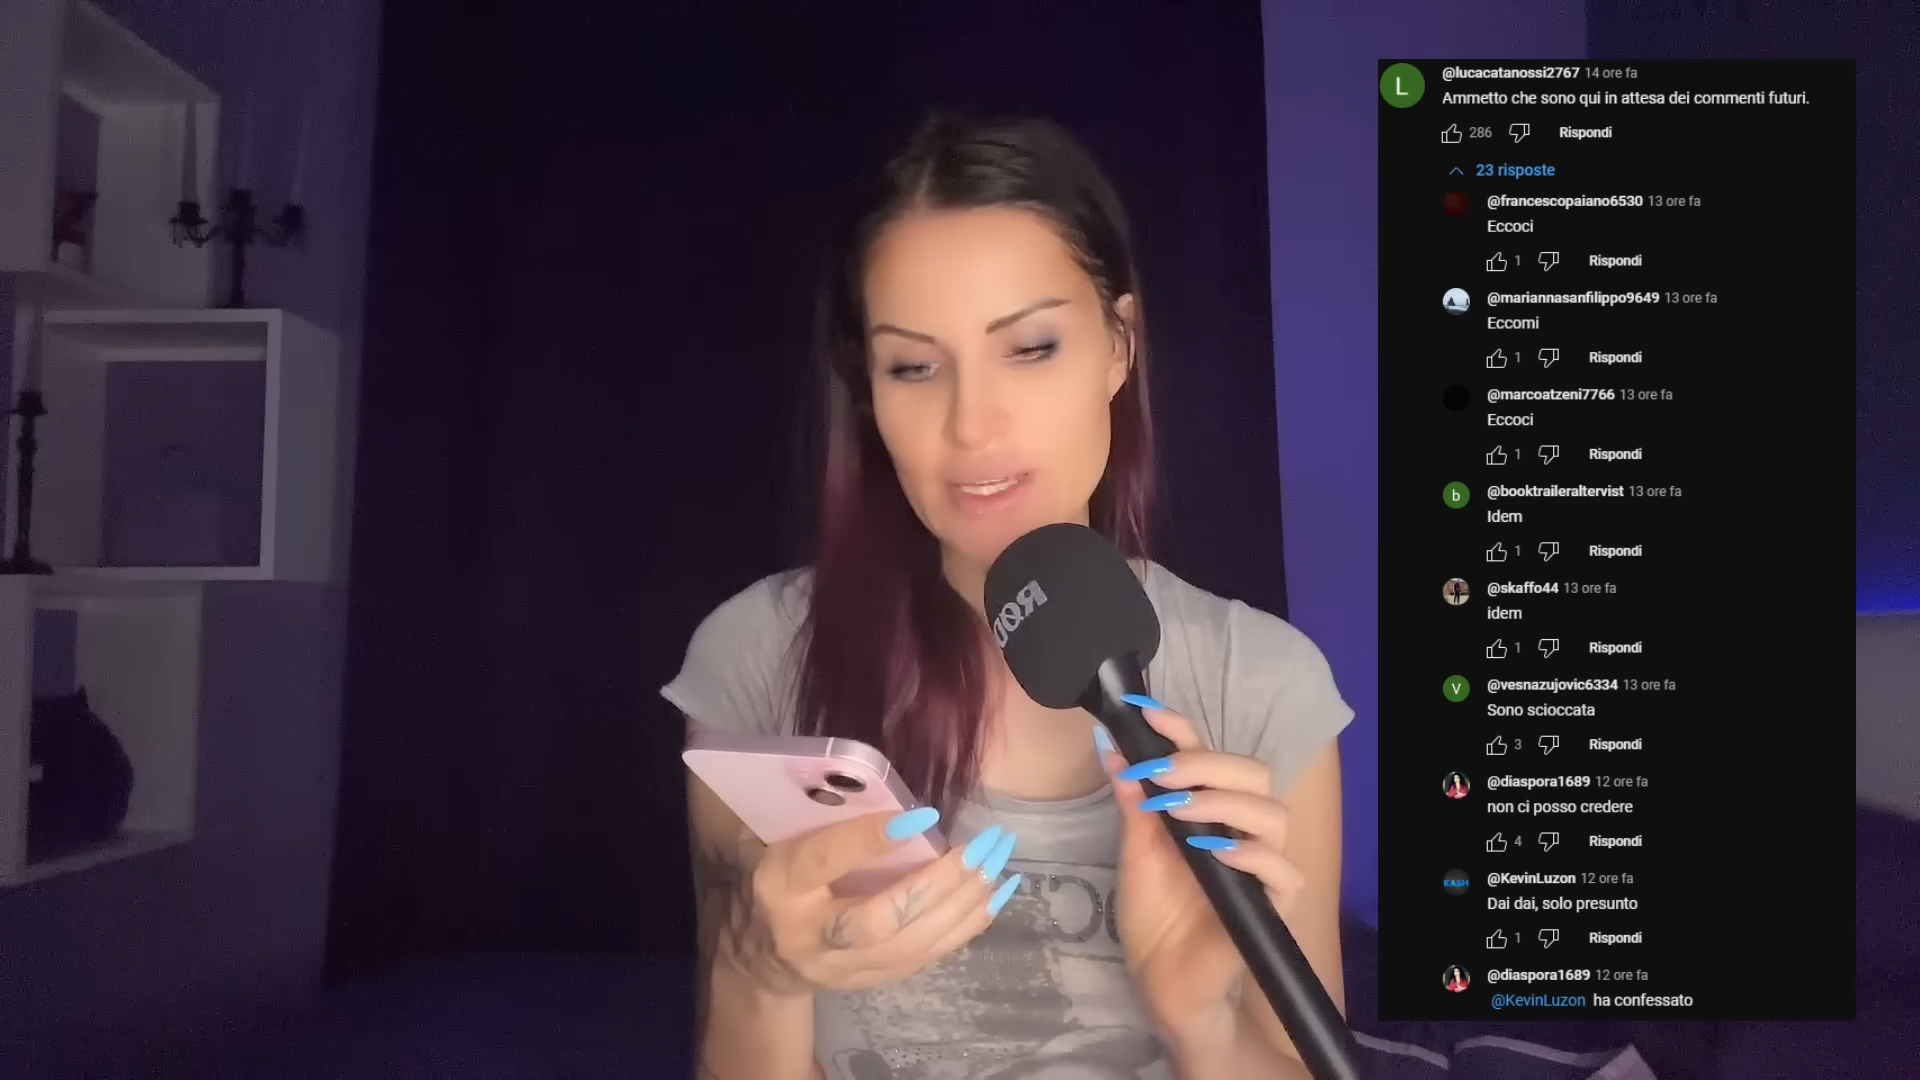 L
@lucacatanossi2767 14 ore fa
Ammetto che sono qui in attesa dei commenti futuri.
286 Rispondi
23 risposte
@francescopaiano6530 13 ore fa
Eccoci
1 Rispondi
@mariannasanfilippo9649 13 ore fa
Eccomi
1 Rispondi
@marcoatzeni7766 13 ore fa
Eccoci
1 Rispondi
b
@booktraileraltervist 13 ore fa
Idem
1 Rispondi
@skaffo44 13 ore fa
idem
1 Rispondi
V
@vesnazujovic6334 13 ore fa
Sono scioccata
3 Rispondi
@diaspora1689 12 ore fa
non ci posso credere
4 Rispondi
KASH
@KevinLuzon 12 ore fa
Dai dai, solo presunto
1 Rispondi
@diaspora1689 12 ore fa
@KevinLuzon ha confessato